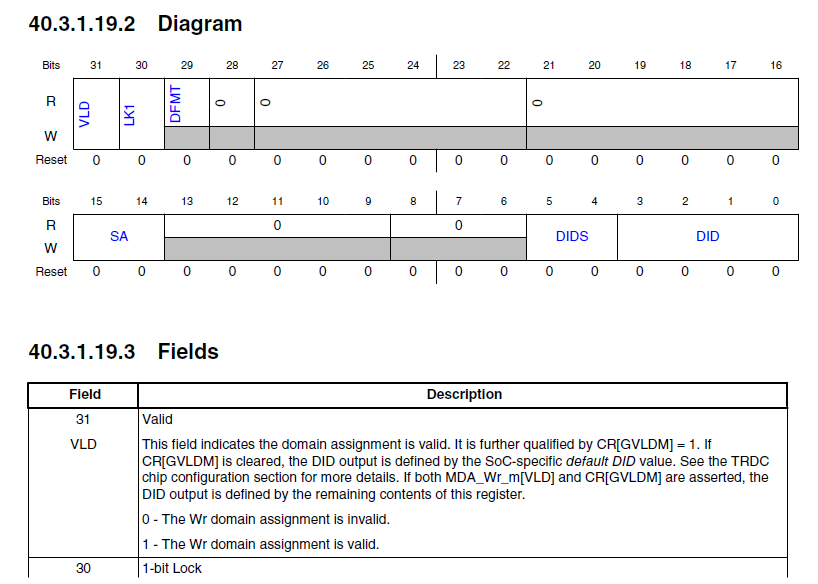 40.3.1.19.2 Diagram
Bits 31 30 29 28 27 26 25 24 23 22 21 20 19 18 17 16
R VLD LK1 DFMT 0 0 0
W
Reset 0 0 0 0 0 0 0 0 0 0 0 0 0 0 0 0
Bits 15 14 13 12 11 10 9 8 7 6 5 4 3 2 1 0
R 0 0
SA DIDS DID
W
Reset 0 0 0 0 0 0 0 0 0 0 0 0 0 0 0 0
40.3.1.19.3 Fields
Field Description
31 Valid
VLD This field indicates the domain assignment is valid. It is further qualified by CR[GVLDM] = 1. If
CR[GVLDM] is cleared, the DID output is defined by the SoC-specific default DID value. See the TRDC
chip configuration section for more details. If both MDA_Wr_m[VLD] and CR[GVLDM] are asserted, the
DID output is defined by the remaining contents of this register.
0 - The Wr domain assignment is invalid.
1 - The Wr domain assignment is valid.
30 1-bit Lock